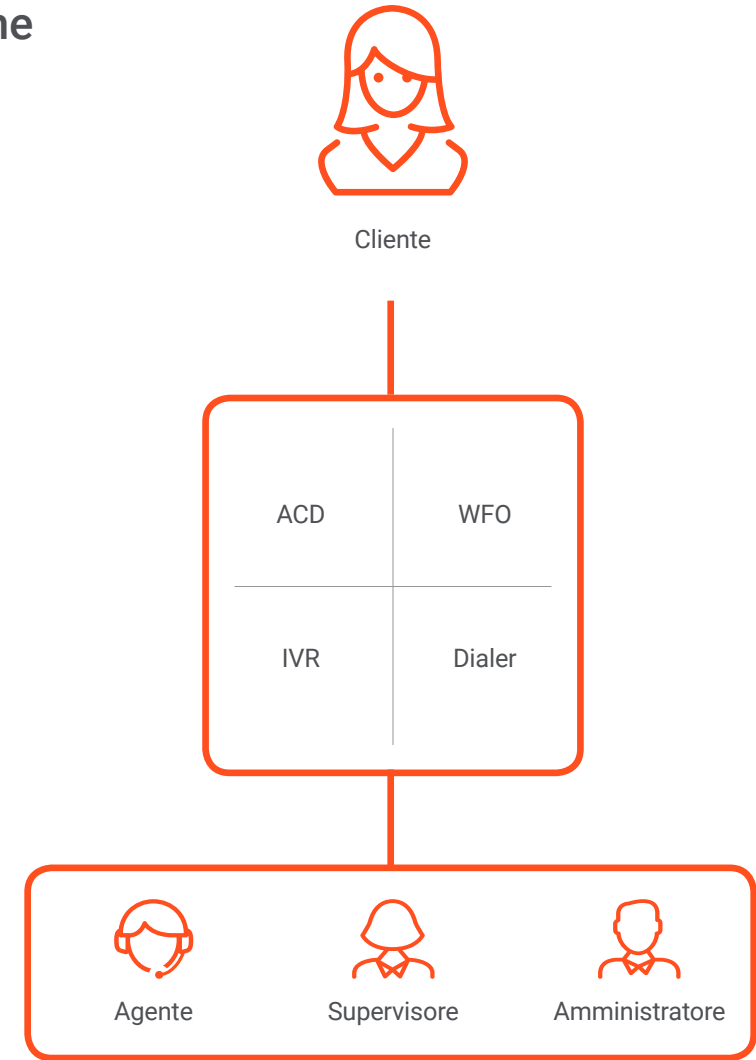 Cliente
ACD
WFO
IVR
Dialer
Agente
Supervisore
Amministratore